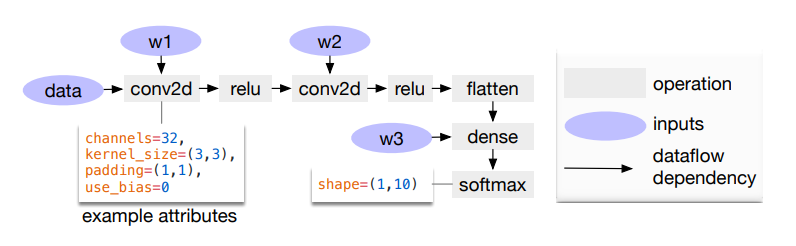 w1
w2
data
conv2d
relu
conv2d
relu
flatten
operation
channels=32,
kernel_size=(3,3),
padding=(1,1),
use_bias=0
w3
dense
inputs
shape=(1,10)
softmax
dataflow
dependency
example attributes